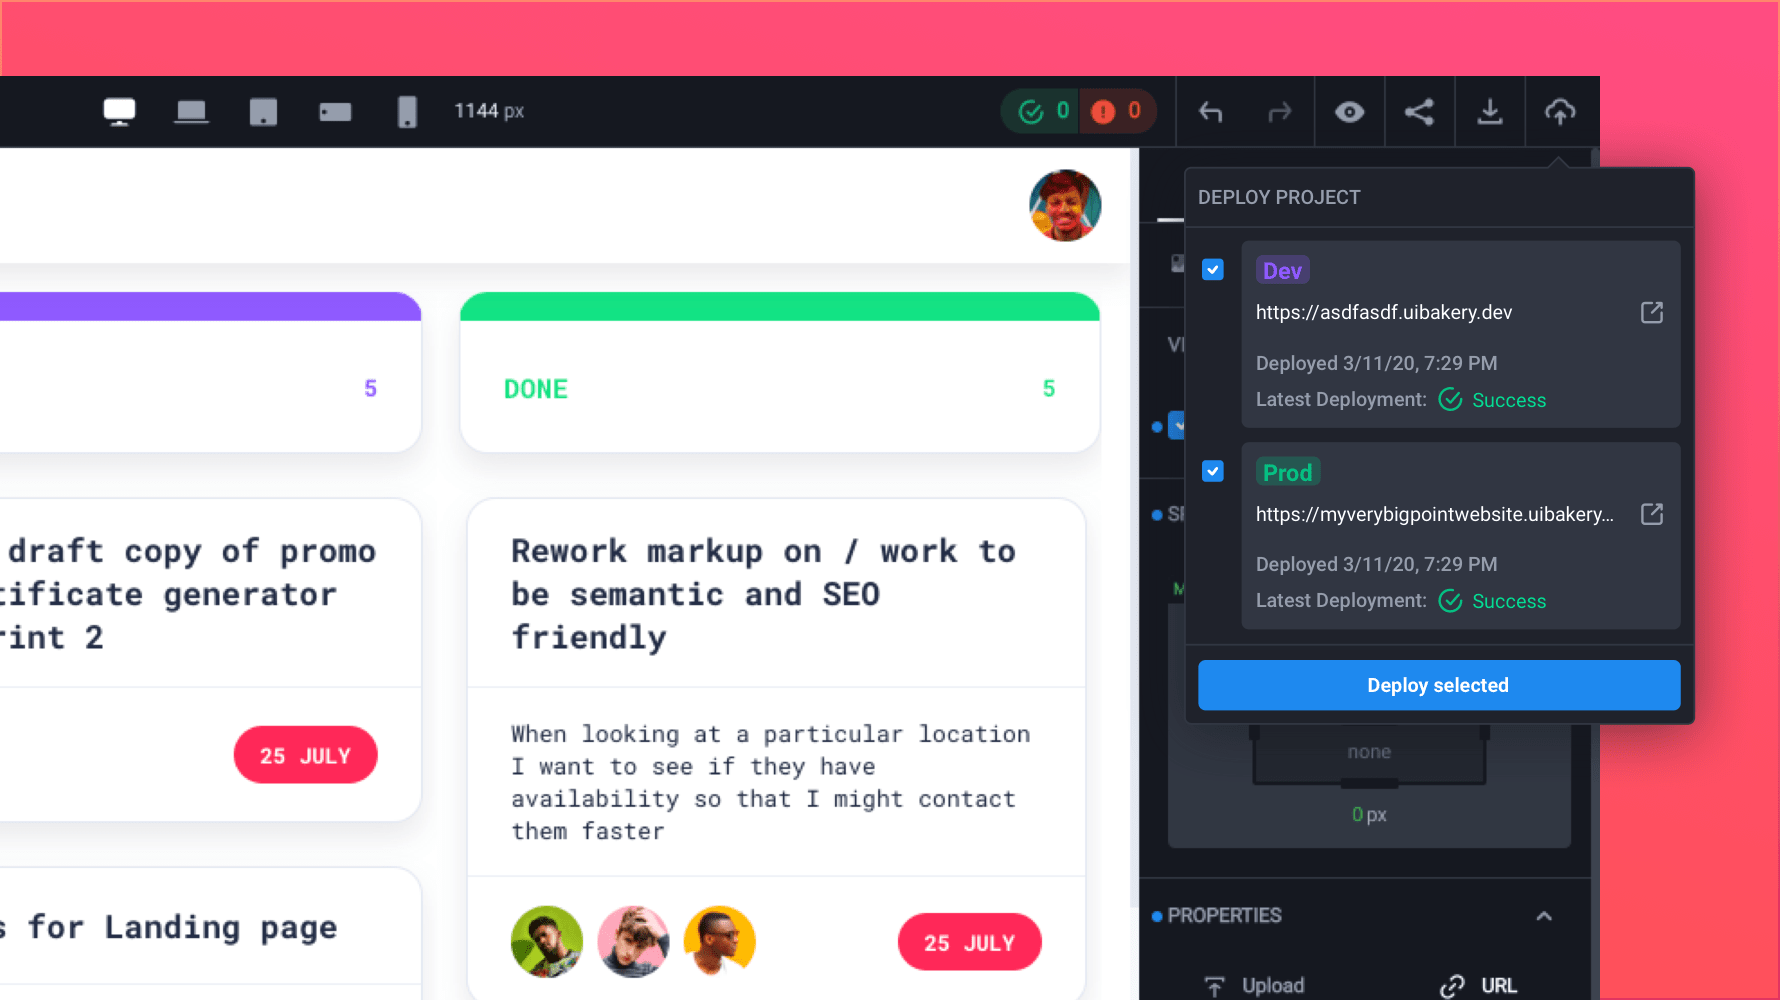 1144 px
0
0
DEPLOY PROJECT
Dev
https://asdfasdf.uibakery.dev
Deployed 3/11/20, 7:29 PM
Latest Deployment: Success
Prod
https://myverybigpointwebsite.uibakery...
Deployed 3/11/20, 7:29 PM
Latest Deployment: Success
Deploy selected
5
DONE
5
draft copy of promo
tificate generator
rint 2
25 JULY
s for Landing page
Rework markup on / work to
be semantic and SEO
friendly
When looking at a particular location
I want to see if they have
availability so that I might contact
them faster
25 JULY
none
0 px
PROPERTIES
Upload
URL